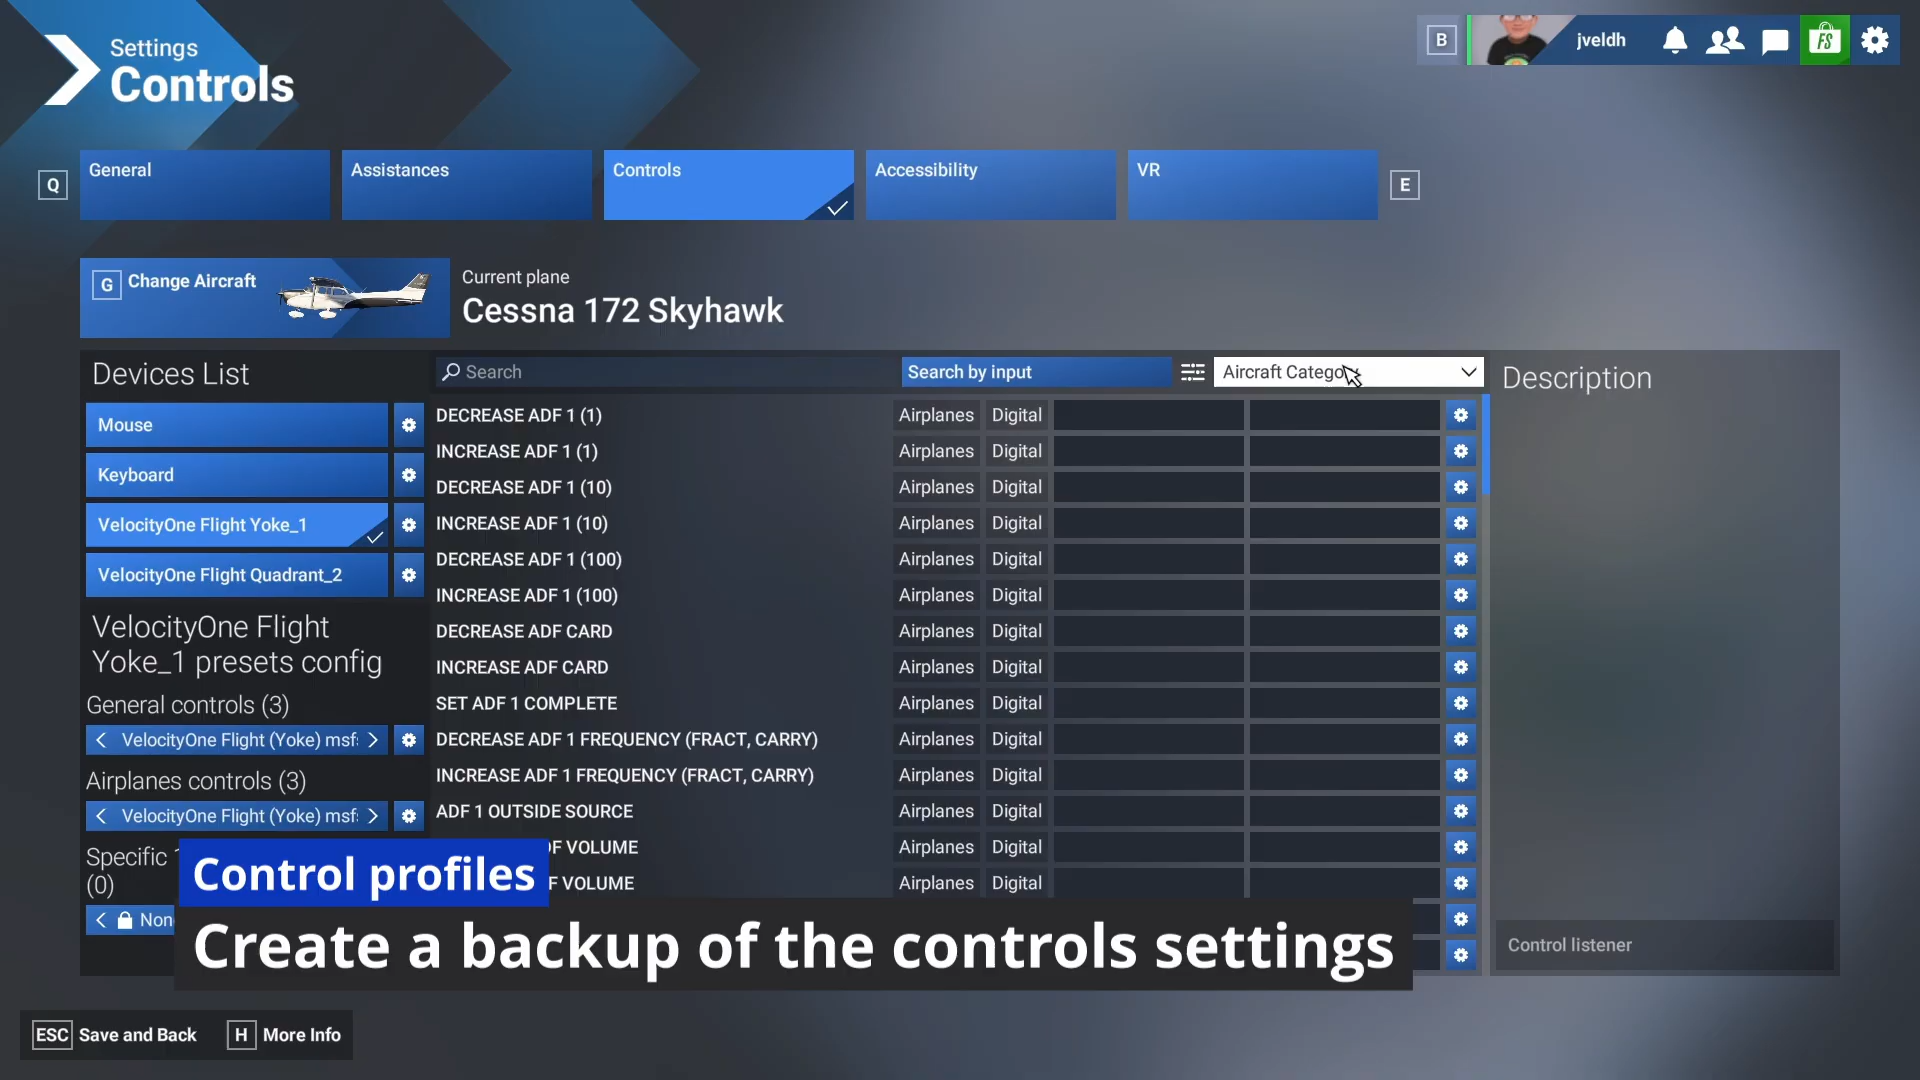 Settings
Controls
B
jveldh
FS
Q
General
Assistances
Controls
Accessibility
VR
E
G
Change Aircraft
Current plane
Cessna 172 Skyhawk
Devices List
Mouse
Keyboard
VelocityOne Flight Yoke_1
VelocityOne Flight Quadrant_2
VelocityOne Flight
Yoke_1 presets config
General controls (3)
VelocityOne Flight (Yoke) msf
Airplanes controls (3)
VelocityOne Flight (Yoke) msf
Specific
(0)
Search
Search by input
Aircraft Catego
DECREASE ADF 1 (1) Airplanes Digital
INCREASE ADF 1 (1) Airplanes Digital
DECREASE ADF 1 (10) Airplanes Digital
INCREASE ADF 1 (10) Airplanes Digital
DECREASE ADF 1 (100) Airplanes Digital
INCREASE ADF 1 (100) Airplanes Digital
DECREASE ADF CARD Airplanes Digital
INCREASE ADF CARD Airplanes Digital
SET ADF 1 COMPLETE Airplanes Digital
DECREASE ADF 1 FREQUENCY (FRACT, CARRY) Airplanes Digital
INCREASE ADF 1 FREQUENCY (FRACT, CARRY) Airplanes Digital
ADF 1 OUTSIDE SOURCE Airplanes Digital
VOLUME Airplanes Digital
VOLUME Airplanes Digital
Description
Control listener
Control profiles
Create a backup of the controls settings
ESC Save and Back
H More Info